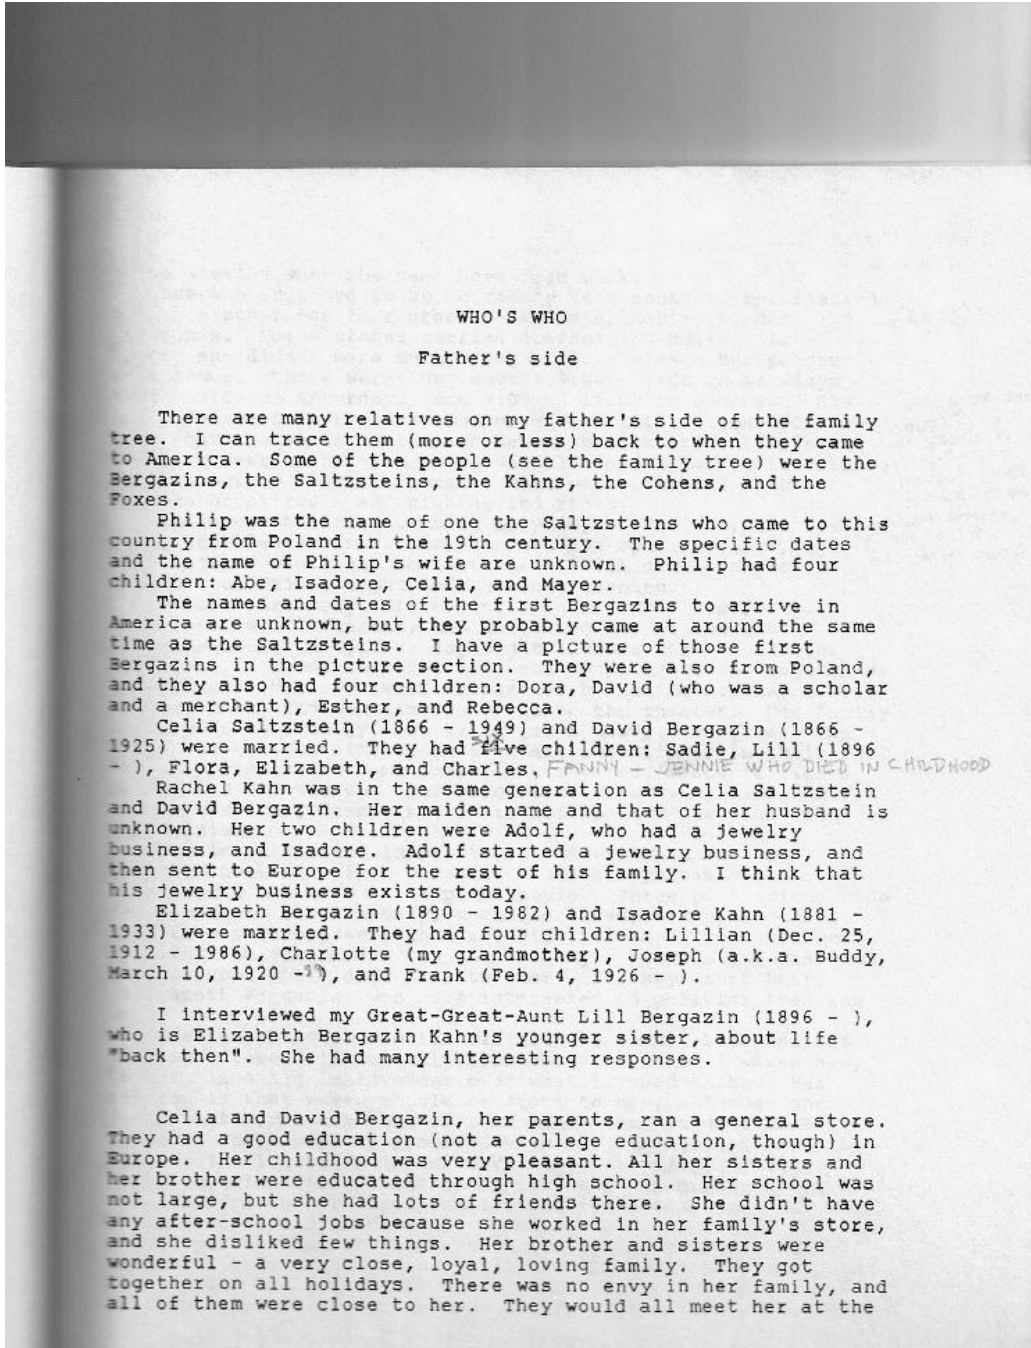 WHO'S WHO
Father's side
There are many relatives on my father's side of the family
tree. I can trace them (more or less) back to when they came
to America. Some of the people (see the family tree) were the
Bergazins, the Saltzsteins, the Kahns, the Cohens, and the
Foxes.
Philip was the name of one the Saltzsteins who came to this
country from Poland in the 19th century. The specific dates
and the name of Philip's wife are unknown. Philip had four
children: Abe, Isadore, Celia, and Mayer.
The names and dates of the first Bergazins to arrive in
America are unknown, but they probably came at around the same
time as the Saltzsteins. I have a picture of those first
Bergazins in the picture section. They were also from Poland,
and they also had four children: Dora, David (who was a scholar
and a merchant), Esther, and Rebecca.
Celia Saltzstein (1866 - 1949) and David Bergazin (1866 -
six
1925) were married. They had five children: Sadie, Lill (1896
- ), Flora, Elizabeth, and Charles. FANNY - JENNIE WHO DIED IN CHILDHOOD
Rachel Kahn was in the same generation as Celia Saltzstein
and David Bergazin. Her maiden name and that of her husband is
unknown. Her two children were Adolf, who had a jewelry
business, and Isadore. Adolf started a jewelry business, and
then sent to Europe for the rest of his family. I think that
his jewelry business exists today.
Elizabeth Bergazin (1890 - 1982) and Isadore Kahn (1881 -
1933) were married. They had four children: Lillian (Dec. 25,
1912 - 1986), Charlotte (my grandmother), Joseph (a.k.a. Buddy,
March 10, 1920 - ), and Frank (Feb. 4, 1926 - ).
I interviewed my Great-Great-Aunt Lill Bergazin (1896 - ),
who is Elizabeth Bergazin Kahn's younger sister, about life
"back then". She had many interesting responses.
Celia and David Bergazin, her parents, ran a general store.
They had a good education (not a college education, though) in
Europe. Her childhood was very pleasant. All her sisters and
her brother were educated through high school. Her school was
not large, but she had lots of friends there. She didn't have
any after-school jobs because she worked in her family's store,
and she disliked few things. Her brother and sisters were
wonderful - a very close, loyal, loving family. They got
together on all holidays. There was no envy in her family, and
all of them were close to her. They would all meet her at the